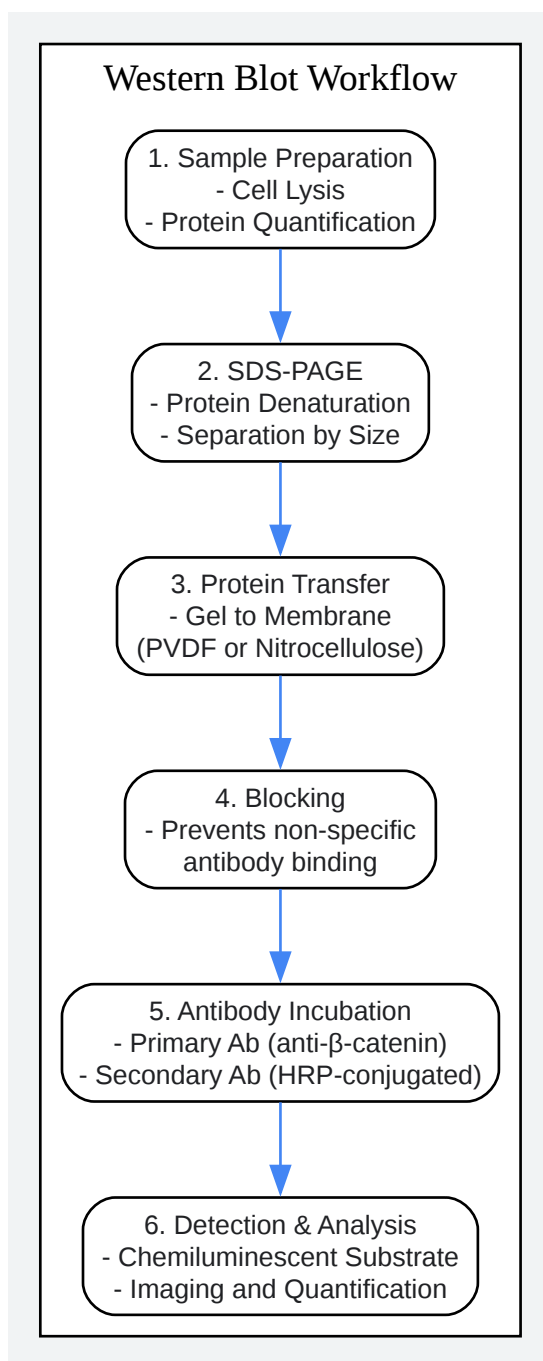 Western Blot Workflow
1. Sample Preparation
- Cell Lysis
- Protein Quantification
2. SDS-PAGE
- Protein Denaturation
- Separation by Size
3. Protein Transfer
- Gel to Membrane
(PVDF or Nitrocellulose)
4. Blocking
- Prevents non-specific
antibody binding
5. Antibody Incubation
- Primary Ab (anti-β-catenin)
- Secondary Ab (HRP-conjugated)
6. Detection & Analysis
- Chemiluminescent Substrate
- Imaging and Quantification